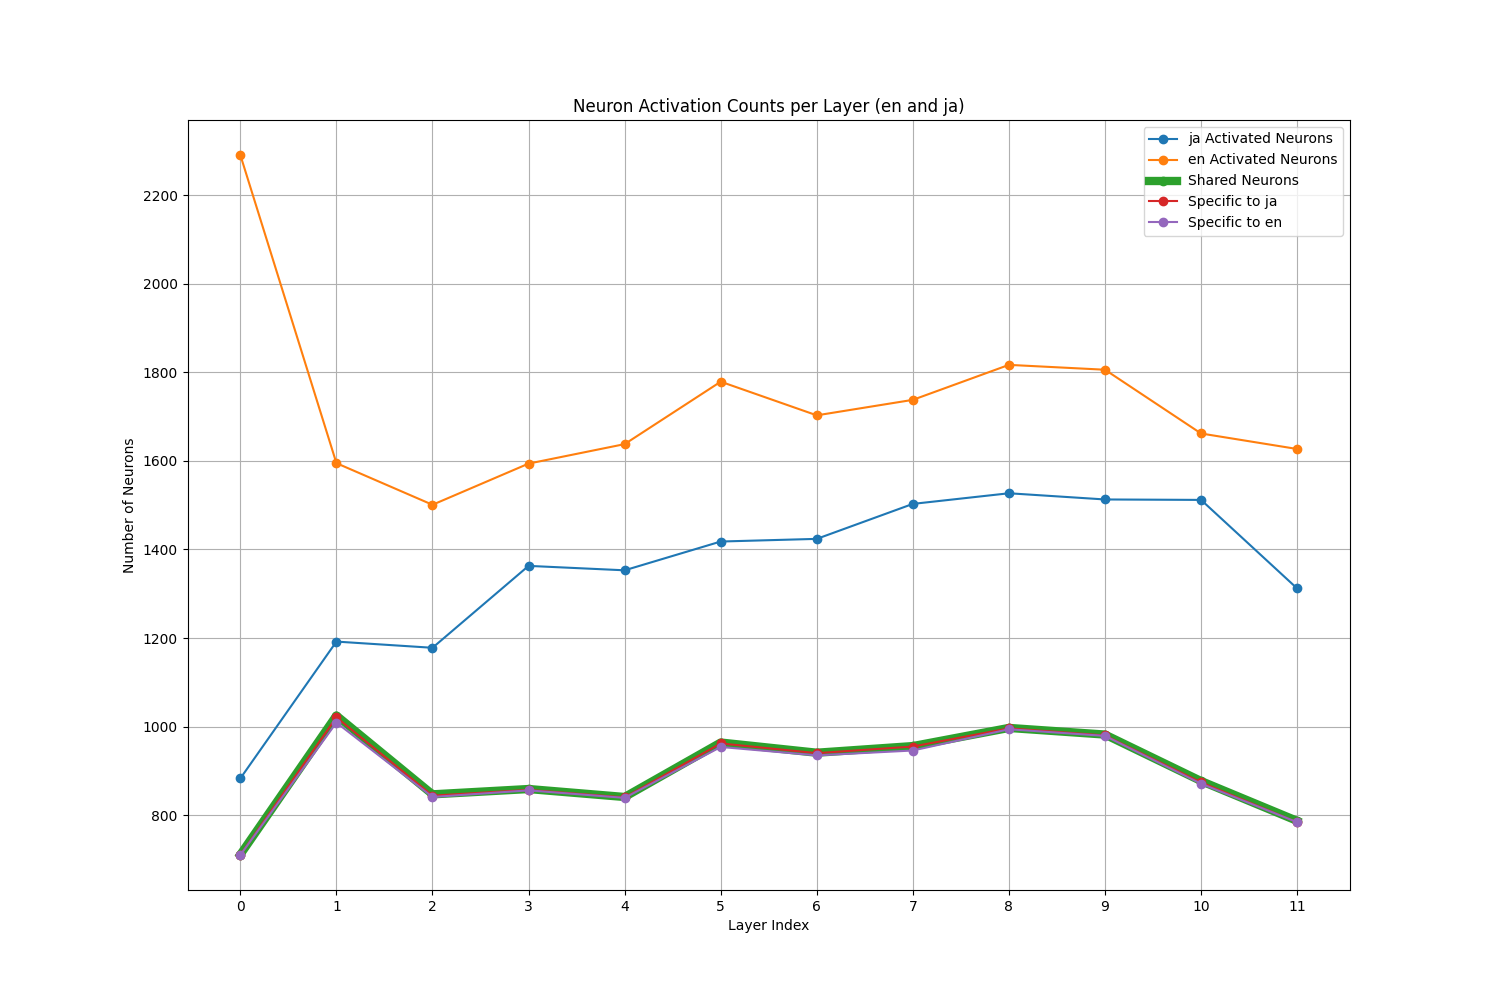 Neuron Activation Counts per Layer (en and ja)
ja Activated Neurons
en Activated Neurons
Shared Neurons
Specific to ja
Specific to en
Number of Neurons
2200
2000
1800
1600
1400
1200
1000
800
0 1 2 3 4 5 6 7 8 9 10 11
Layer Index